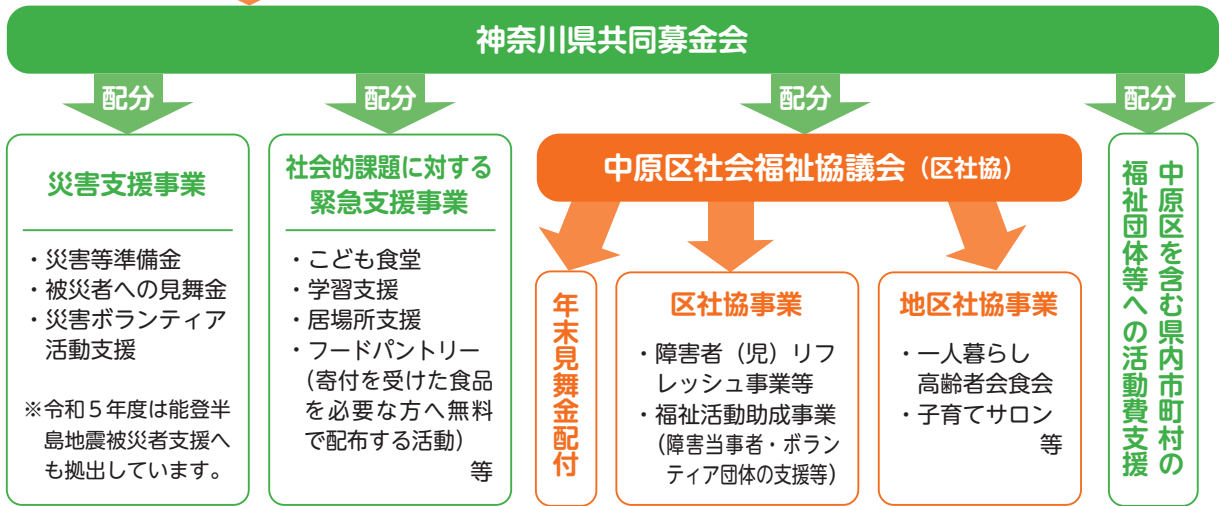 神奈川県共同募金会
配分
配分
配分
配分
災害支援事業
・災害等準備金
・被災者への見舞金
・災害ボランティア
活動支援
※令和５年度は能登半
島地震被災者支援へ
も拠出しています。
社会的課題に対する
緊急支援事業
・こども食堂
・学習支援
・居場所支援
・フードパントリー
（寄付を受けた食品
を必要な方へ無料
で配布する活動）
等
中原区社会福祉協議会（区社協）
年末見舞金配付
区社協事業
・障害者（児）リフ
レッシュ事業等
・福祉活動助成事業
（障害当事者・ボラン
ティア団体の支援等）
地区社協事業
・一人暮らし
高齢者会食会
・子育てサロン
等
中原区を含む県内市町村の
福祉団体等への活動費支援